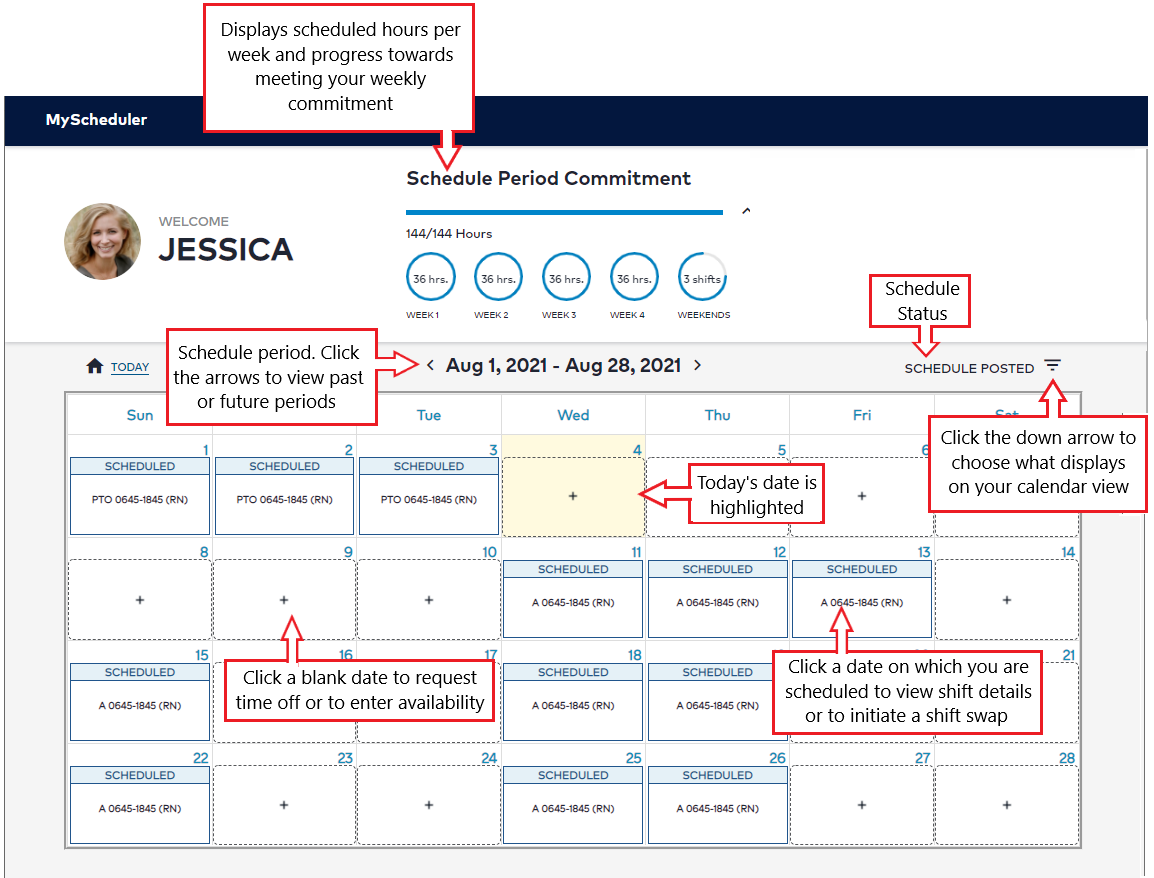 Displays scheduled hours per
week and progress towards
meeting your weekly
commitment
MyScheduler
Schedule Period Commitment
WELCOME
JESSICA
144/144 Hours
36 hrs. 36 hrs. 36 hrs. 36 hrs. 3 shifts
WEEK 1 WEEK 2 WEEK 3 WEEK 4 WEEKENDS
Schedule
Status
Schedule period. Click
the arrows to view past
or future periods
TODAY
< Aug 1, 2021 - Aug 28, 2021 >
SCHEDULE POSTED
Sun Tue Wed Thu Fri Sat
Click the down arrow to
choose what displays
on your calendar view
1 2 3 4 5 6
SCHEDULED SCHEDULED SCHEDULED
PTO 0645-1845 (RN) PTO 0645-1845 (RN) PTO 0645-1845 (RN) + +
Today's date is
highlighted
8 9 10 11 12 13 14
SCHEDULED SCHEDULED SCHEDULED
+ + + A 0645-1845 (RN) A 0645-1845 (RN) A 0645-1845 (RN) +
15 16 17 18 21
SCHEDULED SCHEDULED SCHEDULED
A 0645-1845 (RN) A 0645-1845 (RN) A 0645-1845 (RN)
Click a blank date to request
time off or to enter availability
Click a date on which you are
scheduled to view shift details
or to initiate a shift swap
22 23 24 25 26 27 28
SCHEDULED SCHEDULED SCHEDULED
A 0645-1845 (RN) + + A 0645-1845 (RN) A 0645-1845 (RN) + +